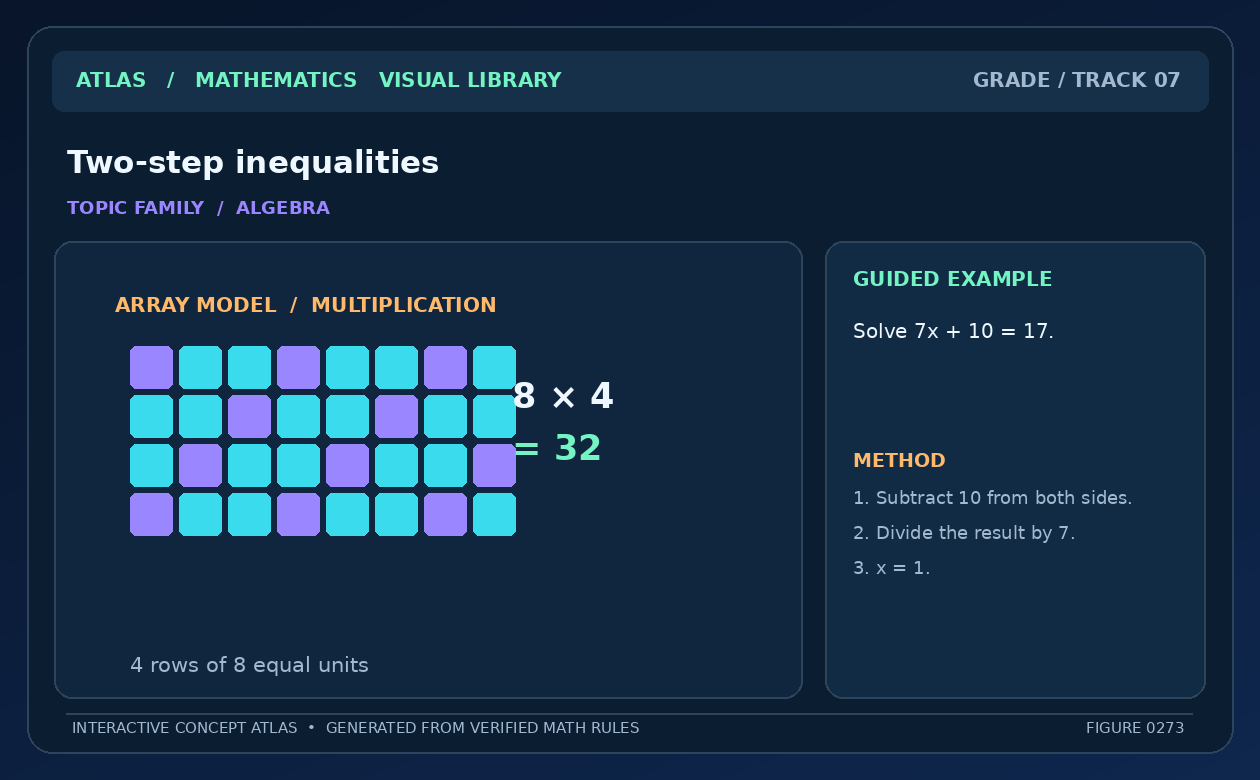 ATLAS / MATHEMATICS VISUAL LIBRARY
GRADE / TRACK 07
Two-step inequalities
TOPIC FAMILY / ALGEBRA
ARRAY MODEL / MULTIPLICATION
8 × 4
= 32
4 rows of 8 equal units
GUIDED EXAMPLE
Solve 7x + 10 = 17.
METHOD
1. Subtract 10 from both sides.
2. Divide the result by 7.
3. x = 1.
INTERACTIVE CONCEPT ATLAS • GENERATED FROM VERIFIED MATH RULES
FIGURE 0273